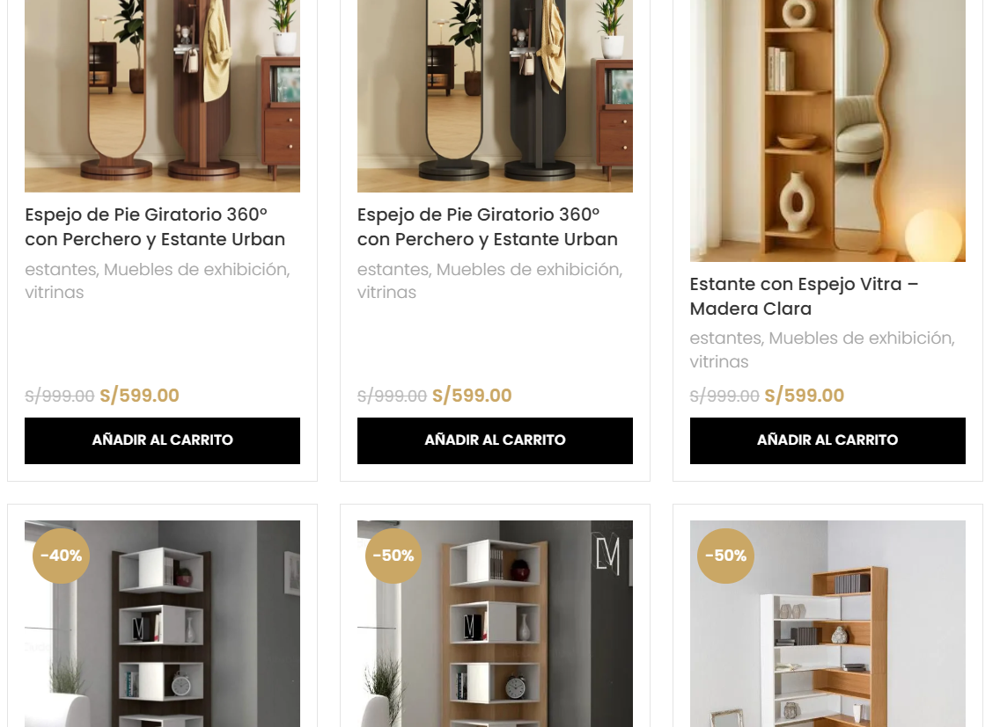 Espejo de Pie Giratorio 360°
con Perchero y Estante Urban
estantes, Muebles de exhibición,
vitrinas
S/999.00 S/599.00
AÑADIR AL CARRITO
Espejo de Pie Giratorio 360°
con Perchero y Estante Urban
estantes, Muebles de exhibición,
vitrinas
S/999.00 S/599.00
AÑADIR AL CARRITO
Estante con Espejo Vitra –
Madera Clara
estantes, Muebles de exhibición,
vitrinas
S/999.00 S/599.00
AÑADIR AL CARRITO
-40%
-50%
-50%